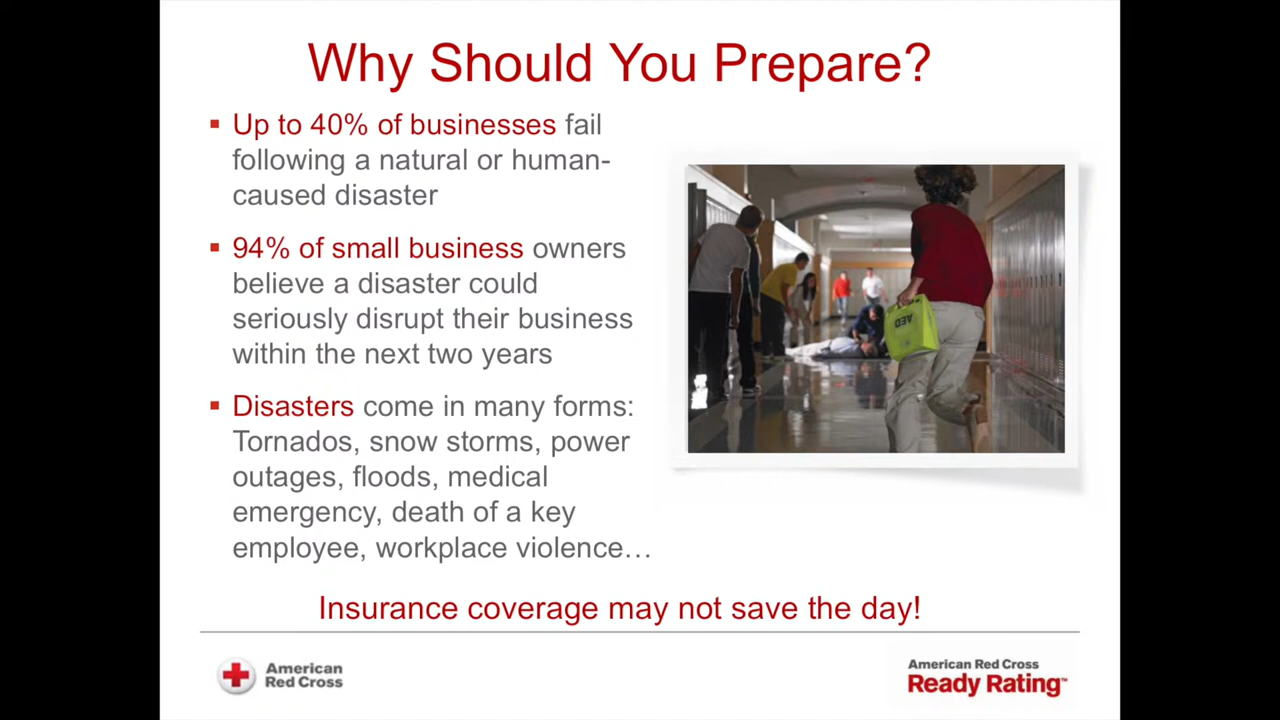 Why Should You Prepare?
▪ Up to 40% of businesses fail
following a natural or human-
caused disaster
▪ 94% of small business owners
believe a disaster could
seriously disrupt their business
within the next two years
▪ Disasters come in many forms:
Tornados, snow storms, power
outages, floods, medical
emergency, death of a key
employee, workplace violence…
AED
Insurance coverage may not save the day!
American
Red Cross
American Red Cross
Ready Rating™